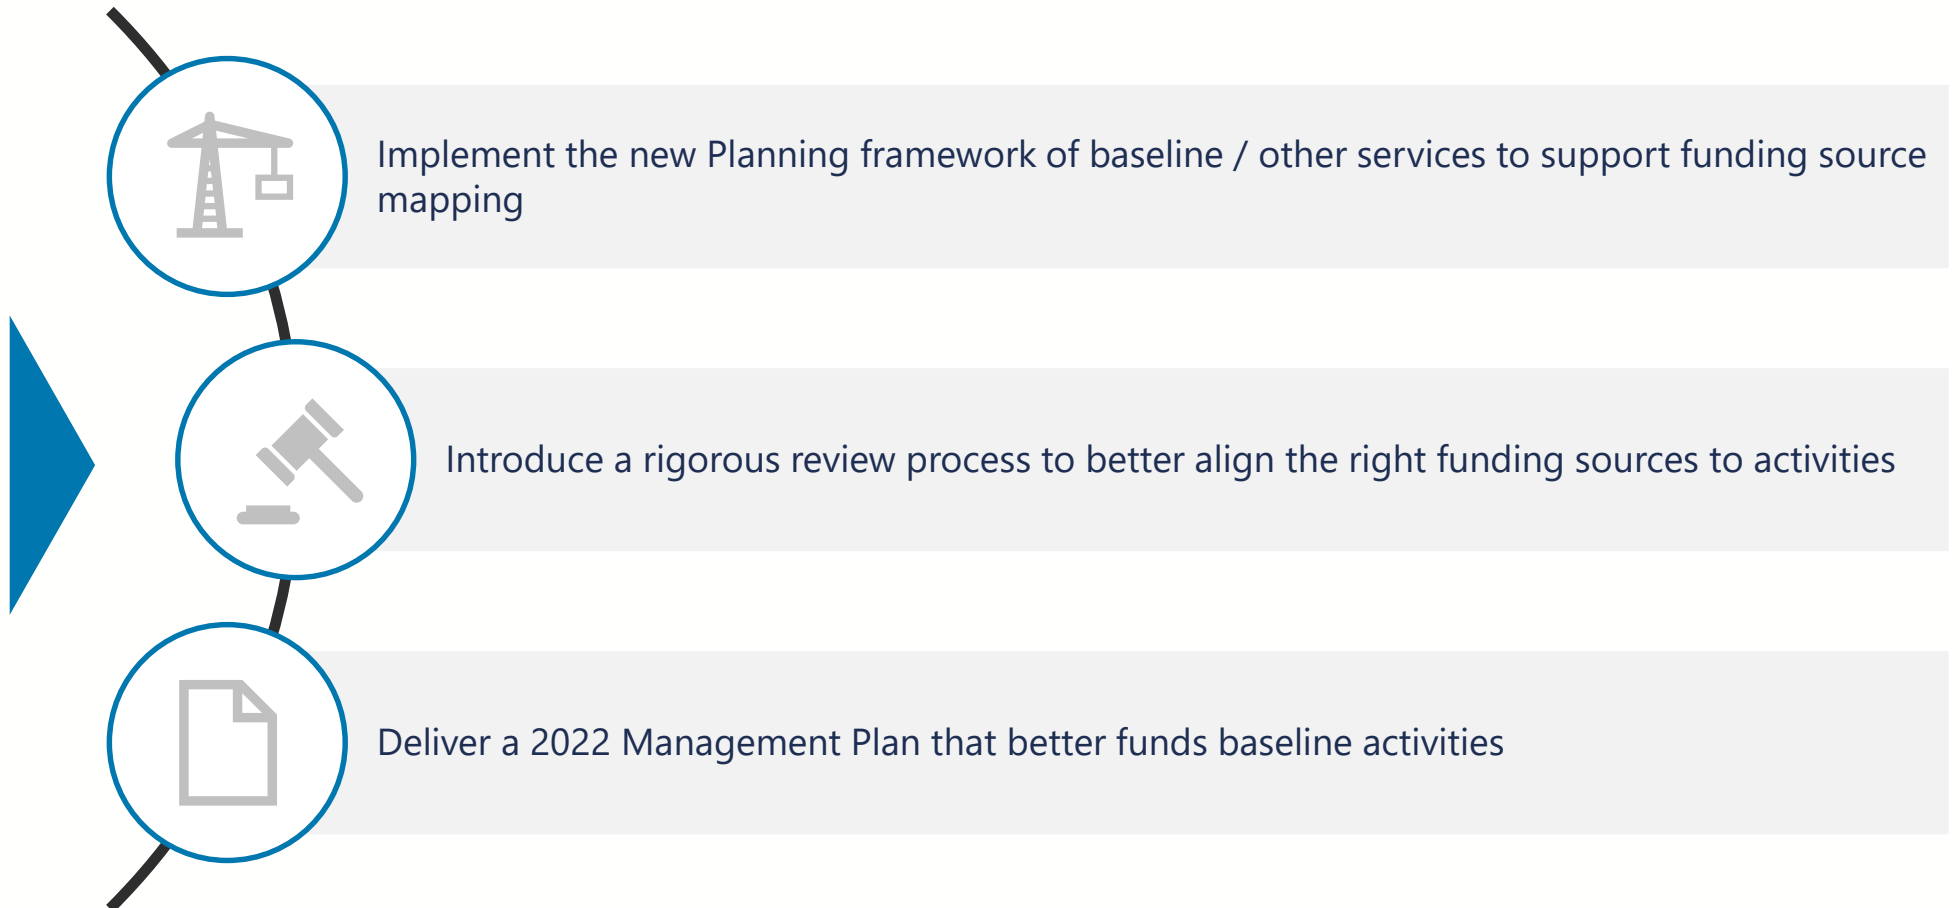 Implement the new Planning framework of baseline / other services to support funding source
mapping
Introduce a rigorous review process to better align the right funding sources to activities
Deliver a 2022 Management Plan that better funds baseline activities